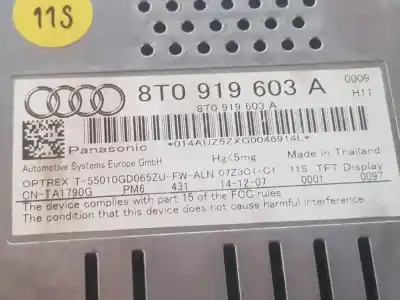 11S
8T0 919 603 A
0009
H11
8T0 919 603 A
*014AUZ5ZXG0046914L*
Panasonic
Automotive Systems Europe GmbH
Hg<5mg
Made in Thailand
OPTREX T-55010GD065ZU-FW-ALN 07Z3C1-C1 11S TFT Display
CN-TA1790G PM6 431 14-12-07 0001 0097
The device complies with part 15 of the FCC rules.
The condition that this device does not cause harmful interference.